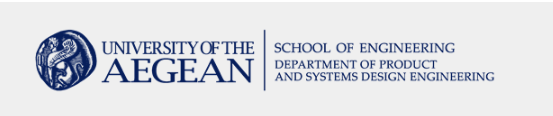 UNIVERSITY OF THE
AEGEAN
SCHOOL OF ENGINEERING
DEPARTMENT OF PRODUCT
AND SYSTEMS DESIGN ENGINEERING